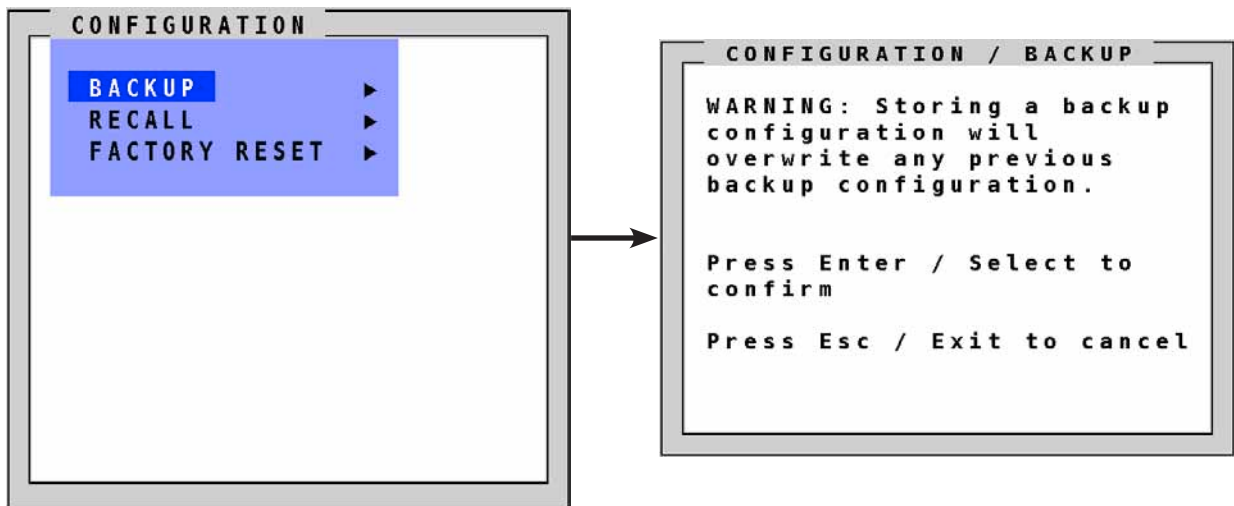 CONFIGURATION
BACKUP
RECALL
FACTORY RESET
CONFIGURATION / BACKUP
WARNING: Storing a backup
configuration will
overwrite any previous
backup configuration.
Press Enter / Select to
confirm
Press Esc / Exit to cancel